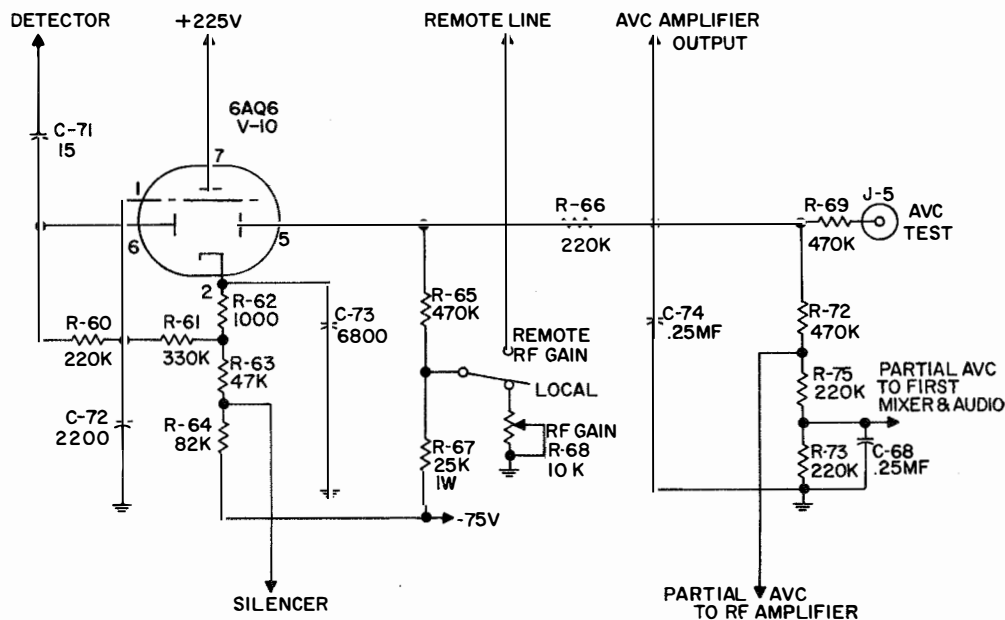 DETECTOR
+225V
REMOTE LINE
AVC AMPLIFIER
OUTPUT
6AQ6
V-10
C-71
15
7
1
6
5
2
R-66
220K
R-69
470K
J-5
AVC
TEST
R-62
1000
C-73
6800
R-65
470K
REMOTE
RF GAIN
C-74
.25MF
R-72
470K
R-60
220K
R-61
330K
R-63
47K
LOCAL
R-75
220K
PARTIAL AVC
TO FIRST
MIXER & AUDIO
C-72
2200
R-64
82K
R-67
25K
1W
RF GAIN
R-68
10 K
R-73
220K
C-68
.25MF
-75V
SILENCER
PARTIAL AVC
TO RF AMPLIFIER